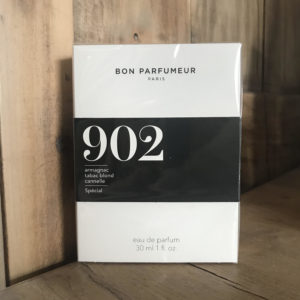 BON PARFUMEUR
PARIS
902
armagnac
tabac blond
cannelle
Spécial
eau de parfum
30 ml 1 fl. oz.